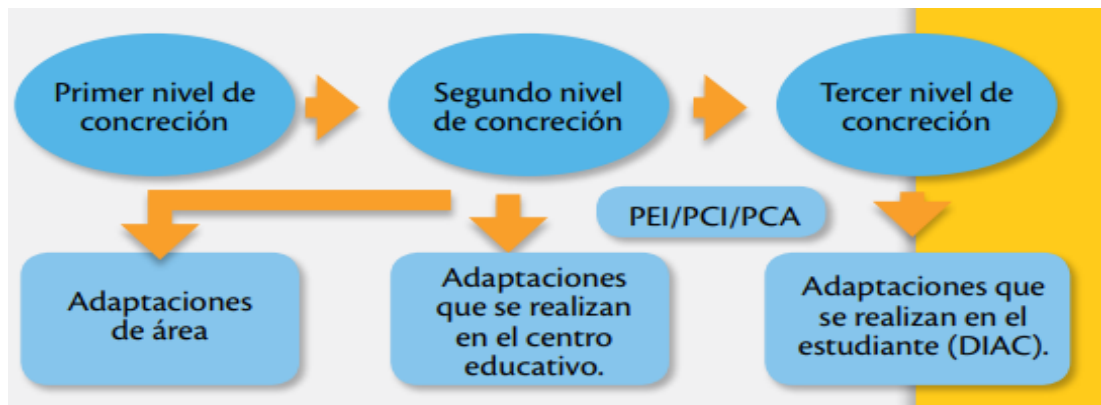 Primer nivel de
concreción
Segundo nivel
de concreción
Tercer nivel de
concreción
PEI/PCI/PCA
Adaptaciones
de área
Adaptaciones
que se realizan
en el centro
educativo.
Adaptaciones que
se realizan en el
estudiante (DIAC).